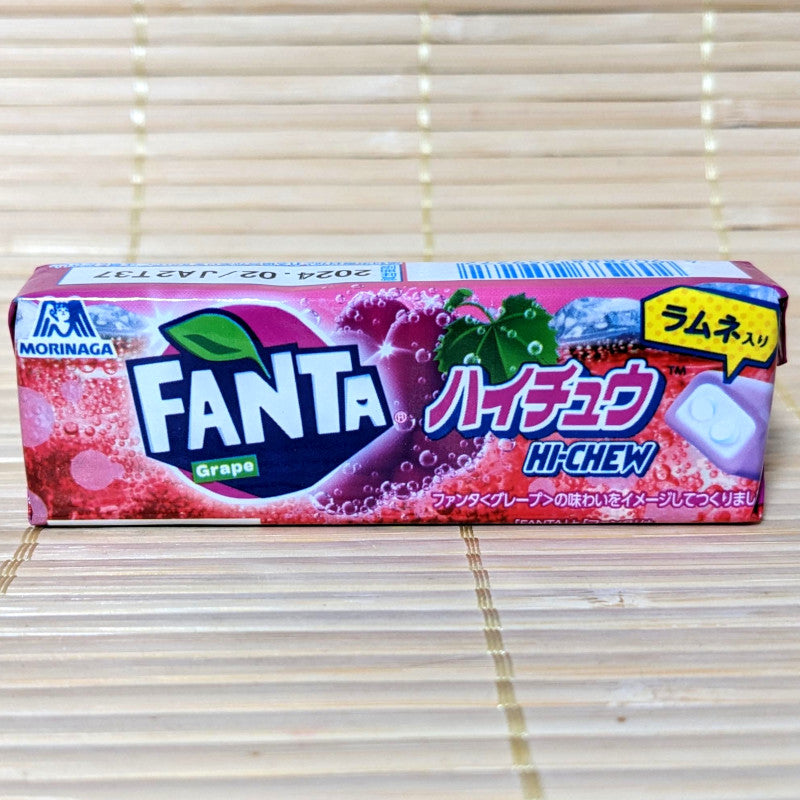 2024.02/JA2T37
MORINAGA
FANTA®
Grape
ハイチュウ™
HI-CHEW
ラムネ入り
ファンタ<グレープ>の味わいをイメージしてつくりまし